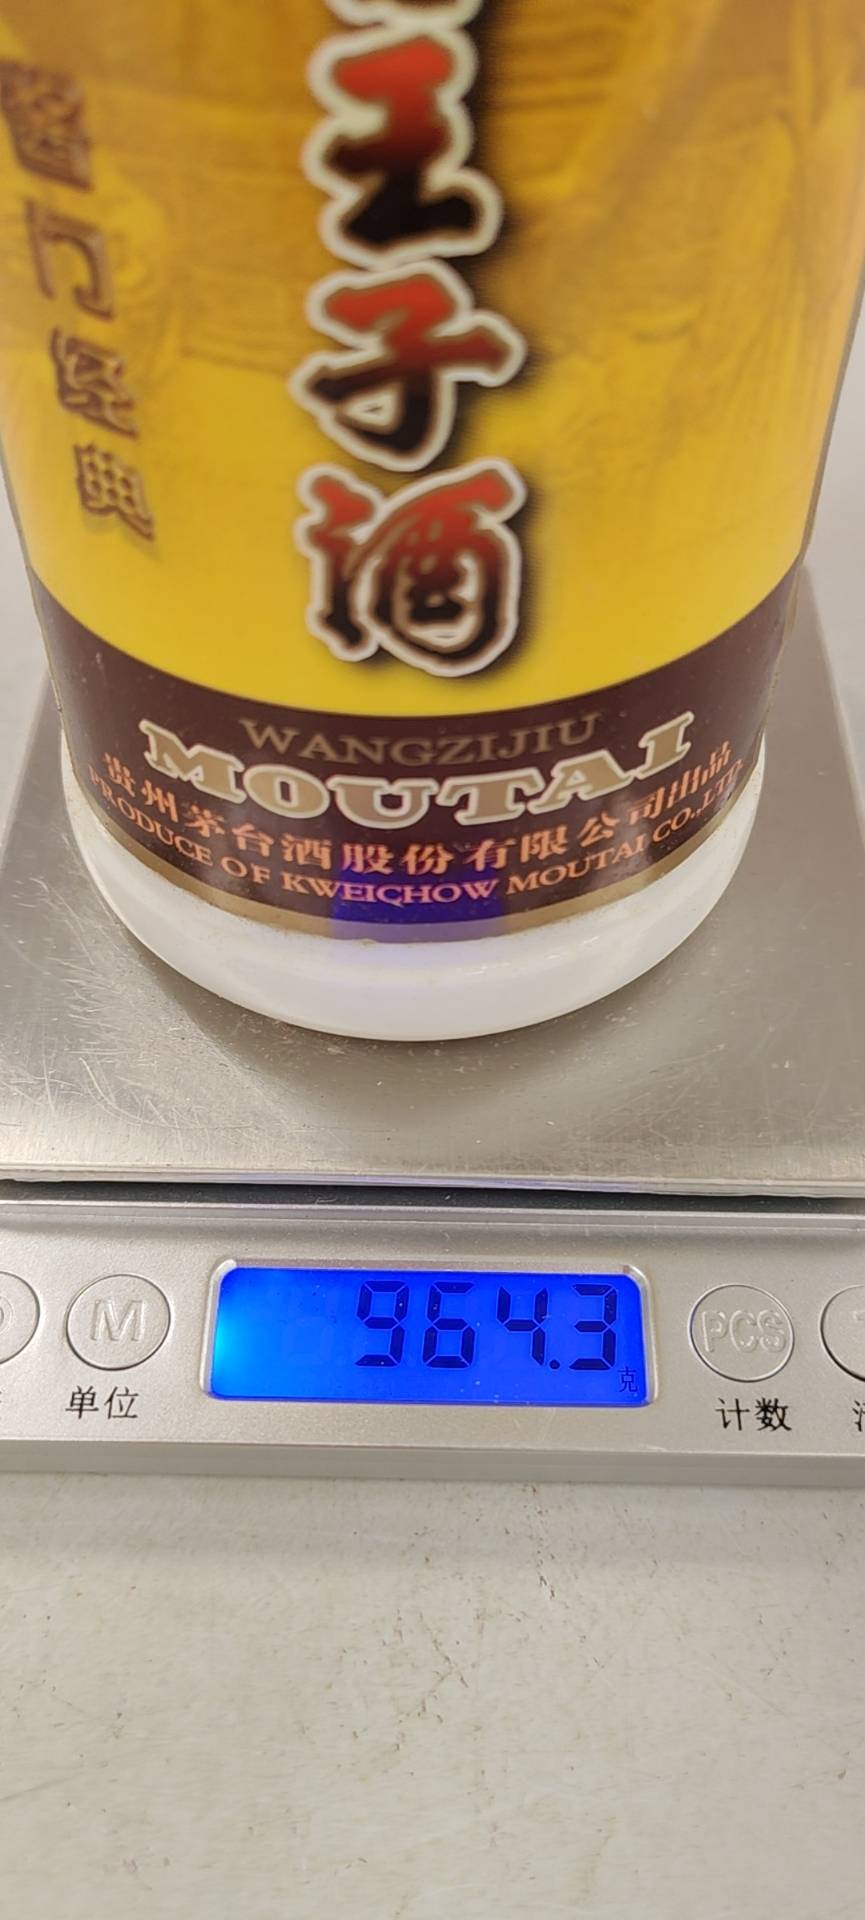 王子酒
酱门经典
WANGZIJIU
MOUTAI
贵州茅台酒股份有限公司出品
PRODUCE OF KWEICHOW MOUTAI CO.,LTD.
964.3
克
M
单位
PCS
计数